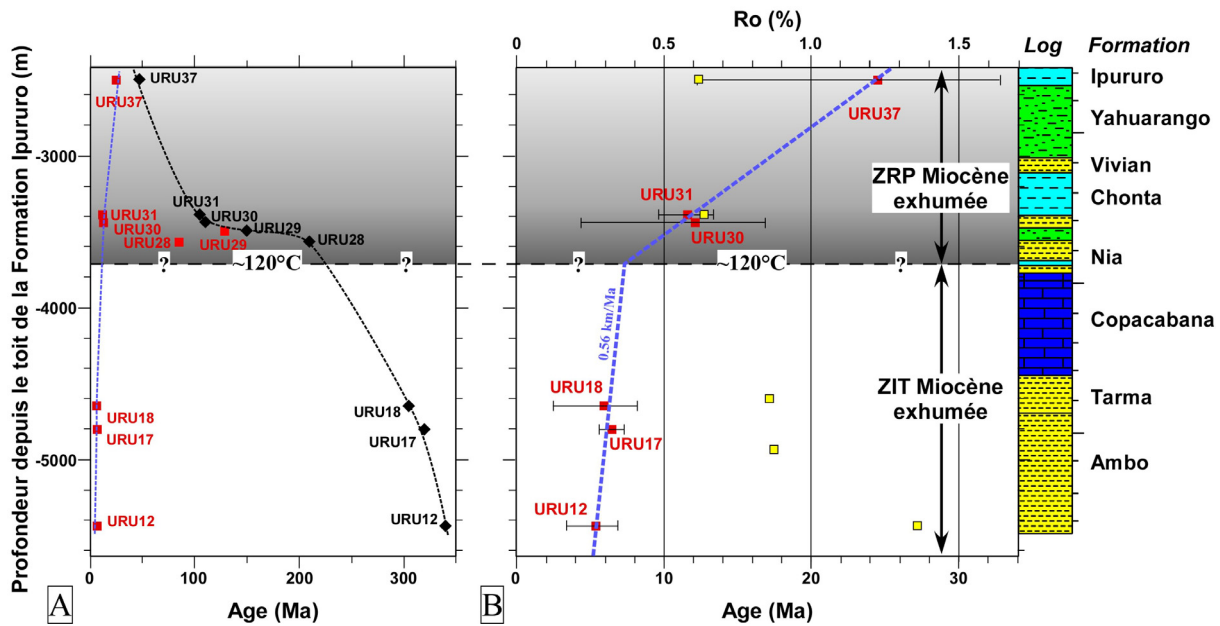 Profondeur depuis le toit de la Formation Ipururo (m)
-3000
-4000
-5000
URU37
URU37
URU31
URU31
URU30
URU30
URU29
URU28
URU29
URU28
?
~120°C
?
URU18
URU18
URU17
URU17
URU12
URU12
0
100
200
300
Age (Ma)
A
Ro (%)
0
0.5
1
1.5
URU37
URU31
URU30
ZRP Miocène
exhumée
?
~120°C
?
0.56 km/Ma
URU18
URU17
URU12
ZIT Miocène
exhumée
0
10
20
30
Age (Ma)
B
Log
Formation
Ipururo
Yahuarango
Vivian
Chonta
Nia
Copacabana
Tarma
Ambo